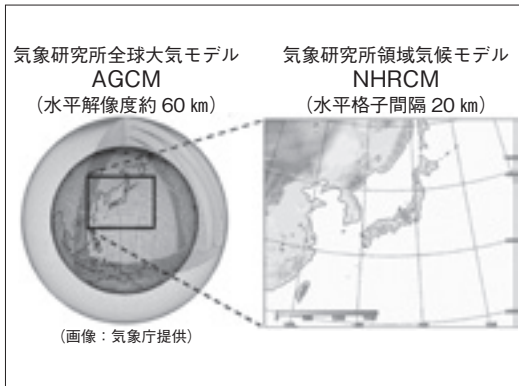 気象研究所全球大気モデル
AGCM
(水平解像度約 60 ㎞)
気象研究所領域気候モデル
NHRCM
(水平格子間隔 20 ㎞)
(画像：気象庁提供)